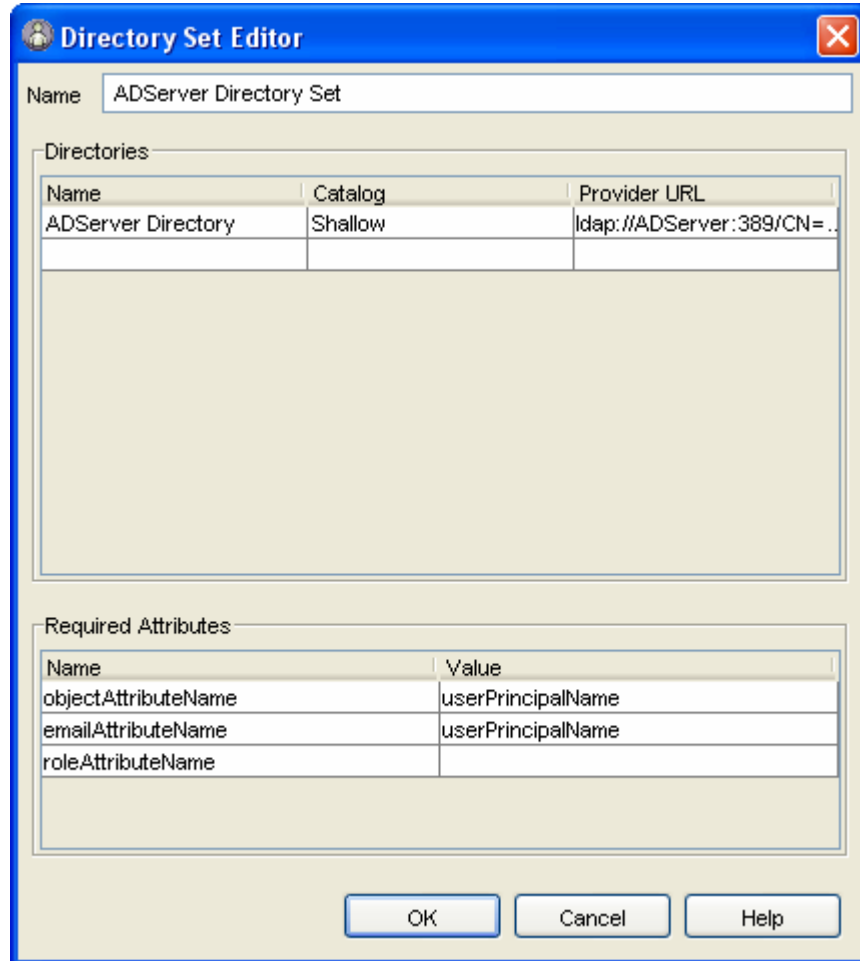 Directory Set Editor
Name ADServer Directory Set
Directories
Name Catalog Provider URL
ADServer Directory Shallow ldap://ADServer:389/CN=..
Required Attributes
Name Value
objectAttributeName userPrincipalName
emailAttributeName userPrincipalName
roleAttributeName
OK Cancel Help